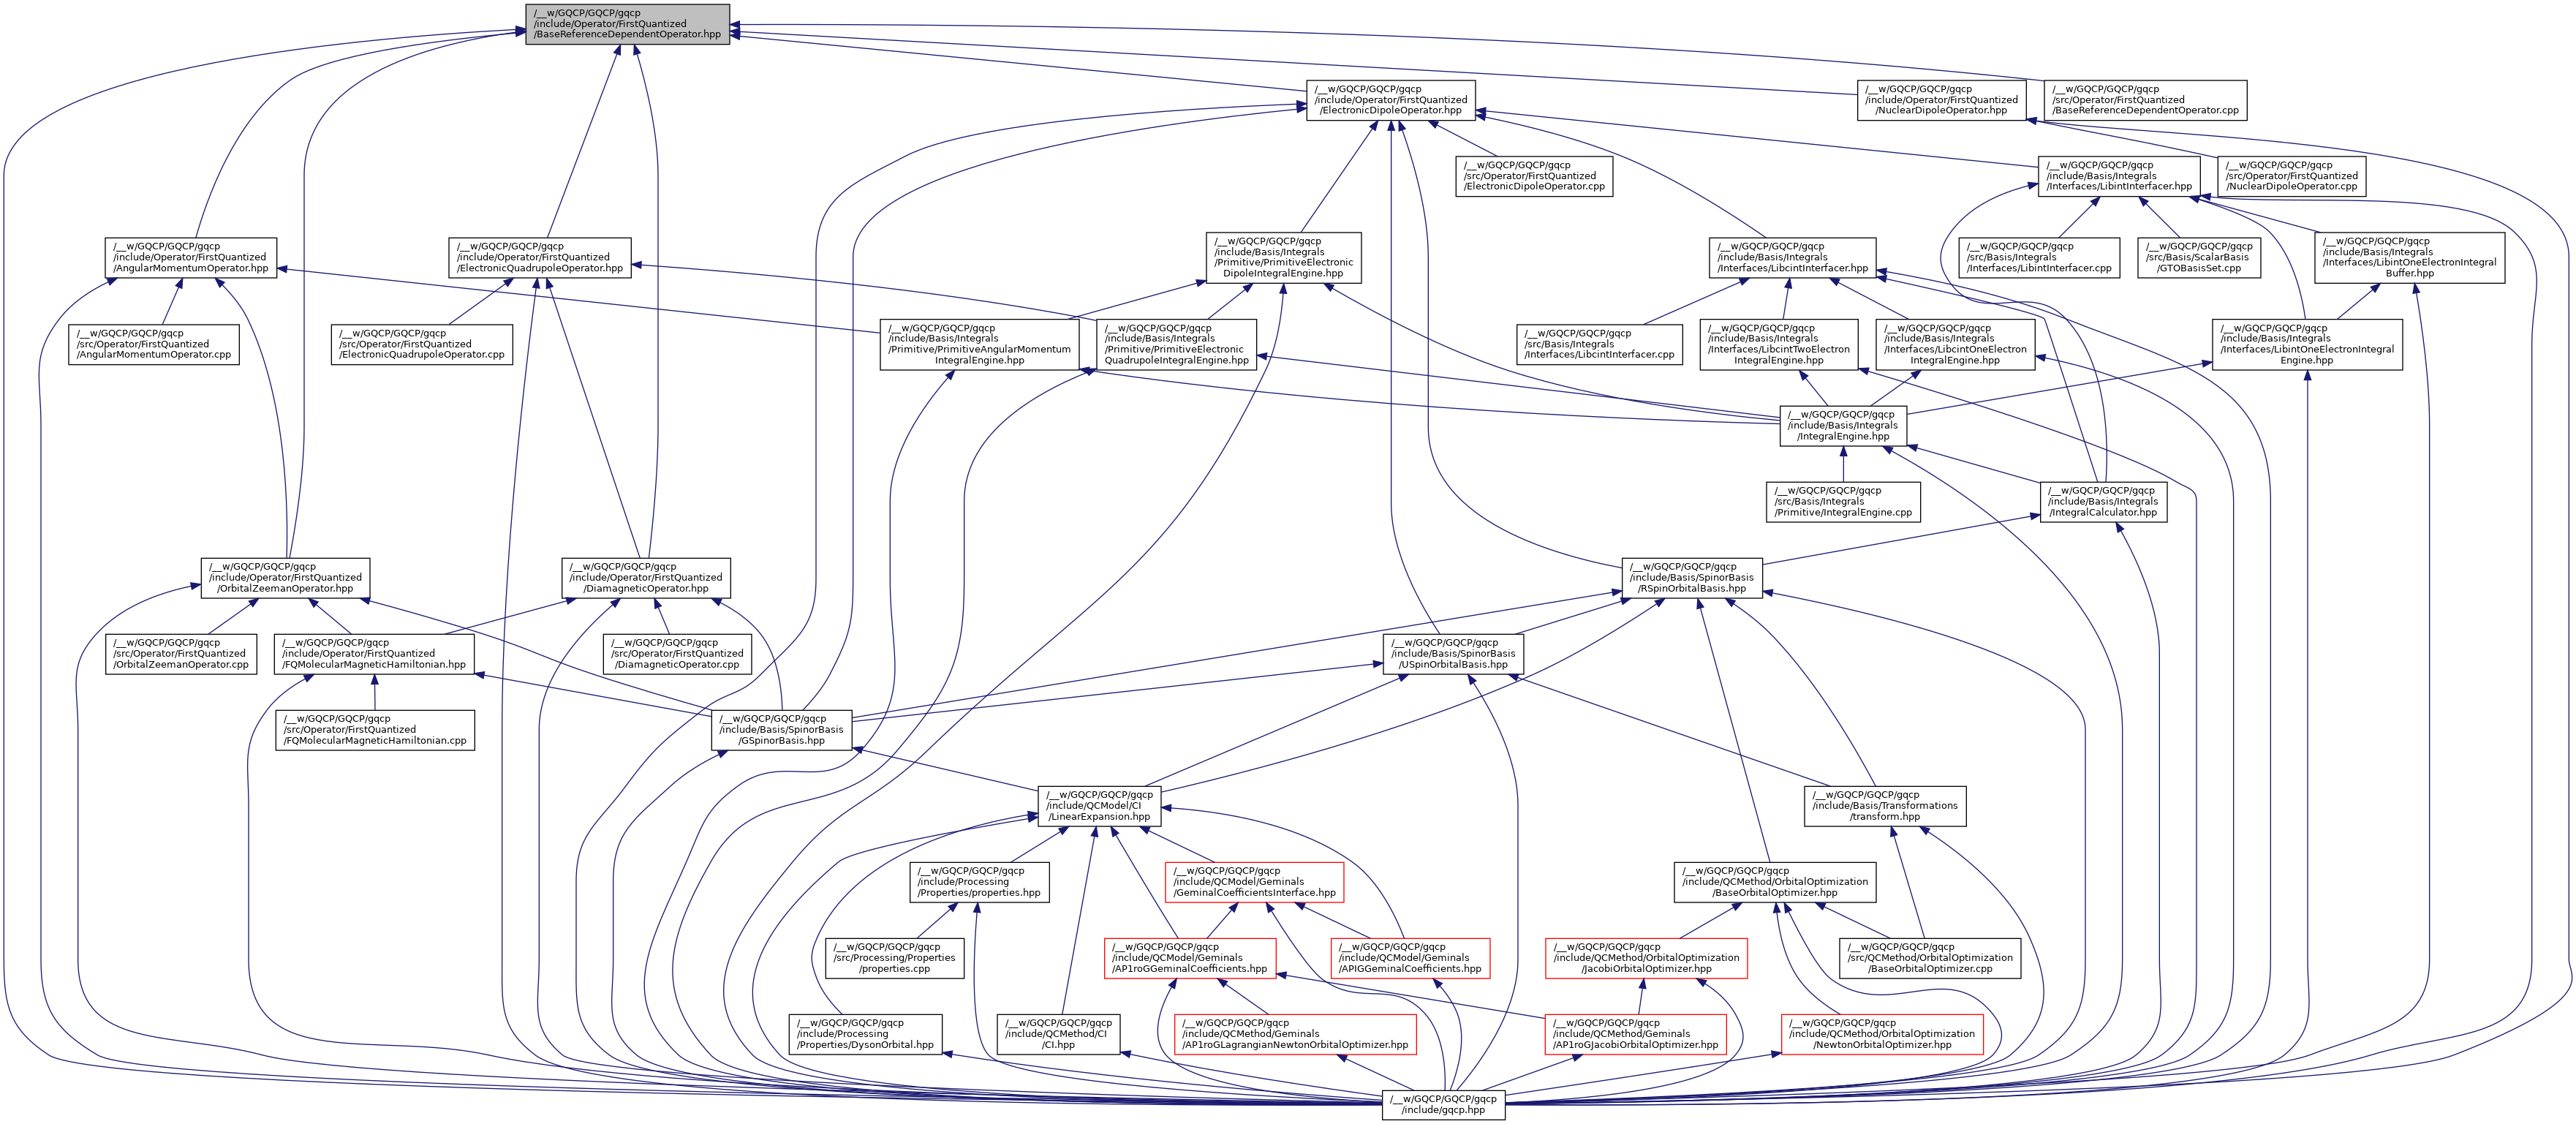 /__w/GQCP/GQCP/gqcp
/include/Operator/FirstQuantized
/BaseReferenceDependentOperator.hpp
/__w/GQCP/GQCP/gqcp
/include/Operator/FirstQuantized
/ElectronicDipoleOperator.hpp
/__w/GQCP/GQCP/gqcp
/include/Operator/FirstQuantized
/NuclearDipoleOperator.hpp
/__w/GQCP/GQCP/gqcp
/src/Operator/FirstQuantized
/BaseReferenceDependentOperator.cpp
/__w/GQCP/GQCP/gqcp
/src/Operator/FirstQuantized
/ElectronicDipoleOperator.cpp
/__w/GQCP/GQCP/gqcp
/include/Basis/Integrals
/Interfaces/LibintInterfacer.hpp
/__w/GQCP/GQCP/gqcp
/src/Operator/FirstQuantized
/NuclearDipoleOperator.cpp
/__w/GQCP/GQCP/gqcp
/include/Operator/FirstQuantized
/AngularMomentumOperator.hpp
/__w/GQCP/GQCP/gqcp
/include/Operator/FirstQuantized
/ElectronicQuadrupoleOperator.hpp
/__w/GQCP/GQCP/gqcp
/include/Basis/Integrals
/Primitive/PrimitiveElectronic
DipoleIntegralEngine.hpp
/__w/GQCP/GQCP/gqcp
/include/Basis/Integrals
/Interfaces/LibcintInterfacer.hpp
/__w/GQCP/GQCP/gqcp
/src/Basis/Integrals
/Interfaces/LibintInterfacer.cpp
/__w/GQCP/GQCP/gqcp
/src/Basis/ScalarBasis
/GTOBasisSet.cpp
/__w/GQCP/GQCP/gqcp
/include/Basis/Integrals
/Interfaces/LibintOneElectronIntegral
Buffer.hpp
/__w/GQCP/GQCP/gqcp
/src/Operator/FirstQuantized
/AngularMomentumOperator.cpp
/__w/GQCP/GQCP/gqcp
/src/Operator/FirstQuantized
/ElectronicQuadrupoleOperator.cpp
/__w/GQCP/GQCP/gqcp
/include/Basis/Integrals
/Primitive/PrimitiveAngularMomentum
IntegralEngine.hpp
/__w/GQCP/GQCP/gqcp
/include/Basis/Integrals
/Primitive/PrimitiveElectronic
QuadrupoleIntegralEngine.hpp
/__w/GQCP/GQCP/gqcp
/src/Basis/Integrals
/Interfaces/LibcintInterfacer.cpp
/__w/GQCP/GQCP/gqcp
/include/Basis/Integrals
/Interfaces/LibcintTwoElectron
IntegralEngine.hpp
/__w/GQCP/GQCP/gqcp
/include/Basis/Integrals
/Interfaces/LibcintOneElectron
IntegralEngine.hpp
/__w/GQCP/GQCP/gqcp
/include/Basis/Integrals
/Interfaces/LibintOneElectronIntegral
Engine.hpp
/__w/GQCP/GQCP/gqcp
/include/Basis/Integrals
/IntegralEngine.hpp
/__w/GQCP/GQCP/gqcp
/src/Basis/Integrals
/Primitive/IntegralEngine.cpp
/__w/GQCP/GQCP/gqcp
/include/Basis/Integrals
/IntegralCalculator.hpp
/__w/GQCP/GQCP/gqcp
/include/Operator/FirstQuantized
/OrbitalZeemanOperator.hpp
/__w/GQCP/GQCP/gqcp
/include/Operator/FirstQuantized
/DiamagneticOperator.hpp
/__w/GQCP/GQCP/gqcp
/include/Basis/SpinorBasis
/RSpinOrbitalBasis.hpp
/__w/GQCP/GQCP/gqcp
/src/Operator/FirstQuantized
/OrbitalZeemanOperator.cpp
/__w/GQCP/GQCP/gqcp
/include/Operator/FirstQuantized
/FQMolecularMagneticHamiltonian.hpp
/__w/GQCP/GQCP/gqcp
/src/Operator/FirstQuantized
/DiamagneticOperator.cpp
/__w/GQCP/GQCP/gqcp
/include/Basis/SpinorBasis
/USpinOrbitalBasis.hpp
/__w/GQCP/GQCP/gqcp
/src/Operator/FirstQuantized
/FQMolecularMagneticHamiltonian.cpp
/__w/GQCP/GQCP/gqcp
/include/Basis/SpinorBasis
/GSpinorBasis.hpp
/__w/GQCP/GQCP/gqcp
/include/QCModel/CI
/LinearExpansion.hpp
/__w/GQCP/GQCP/gqcp
/include/Basis/Transformations
/transform.hpp
/__w/GQCP/GQCP/gqcp
/include/Processing
/Properties/properties.hpp
/__w/GQCP/GQCP/gqcp
/include/QCModel/Geminals
/GeminalCoefficientsInterface.hpp
/__w/GQCP/GQCP/gqcp
/include/QCMethod/OrbitalOptimization
/BaseOrbitalOptimizer.hpp
/__w/GQCP/GQCP/gqcp
/src/Processing/Properties
/properties.cpp
/__w/GQCP/GQCP/gqcp
/include/QCModel/Geminals
/AP1roGGeminalCoefficients.hpp
/__w/GQCP/GQCP/gqcp
/include/QCModel/Geminals
/APIGGeminalCoefficients.hpp
/__w/GQCP/GQCP/gqcp
/include/QCMethod/OrbitalOptimization
/JacobiOrbitalOptimizer.hpp
/__w/GQCP/GQCP/gqcp
/src/QCMethod/OrbitalOptimization
/BaseOrbitalOptimizer.cpp
/__w/GQCP/GQCP/gqcp
/include/Processing
/Properties/DysonOrbital.hpp
/__w/GQCP/GQCP/gqcp
/include/QCMethod/CI
/CI.hpp
/__w/GQCP/GQCP/gqcp
/include/QCMethod/Geminals
/AP1roGLagrangianNewtonOrbitalOptimizer.hpp
/__w/GQCP/GQCP/gqcp
/include/QCMethod/Geminals
/AP1roGJacobiOrbitalOptimizer.hpp
/__w/GQCP/GQCP/gqcp
/include/QCMethod/OrbitalOptimization
/NewtonOrbitalOptimizer.hpp
/__w/GQCP/GQCP/gqcp
/include/gqcp.hpp